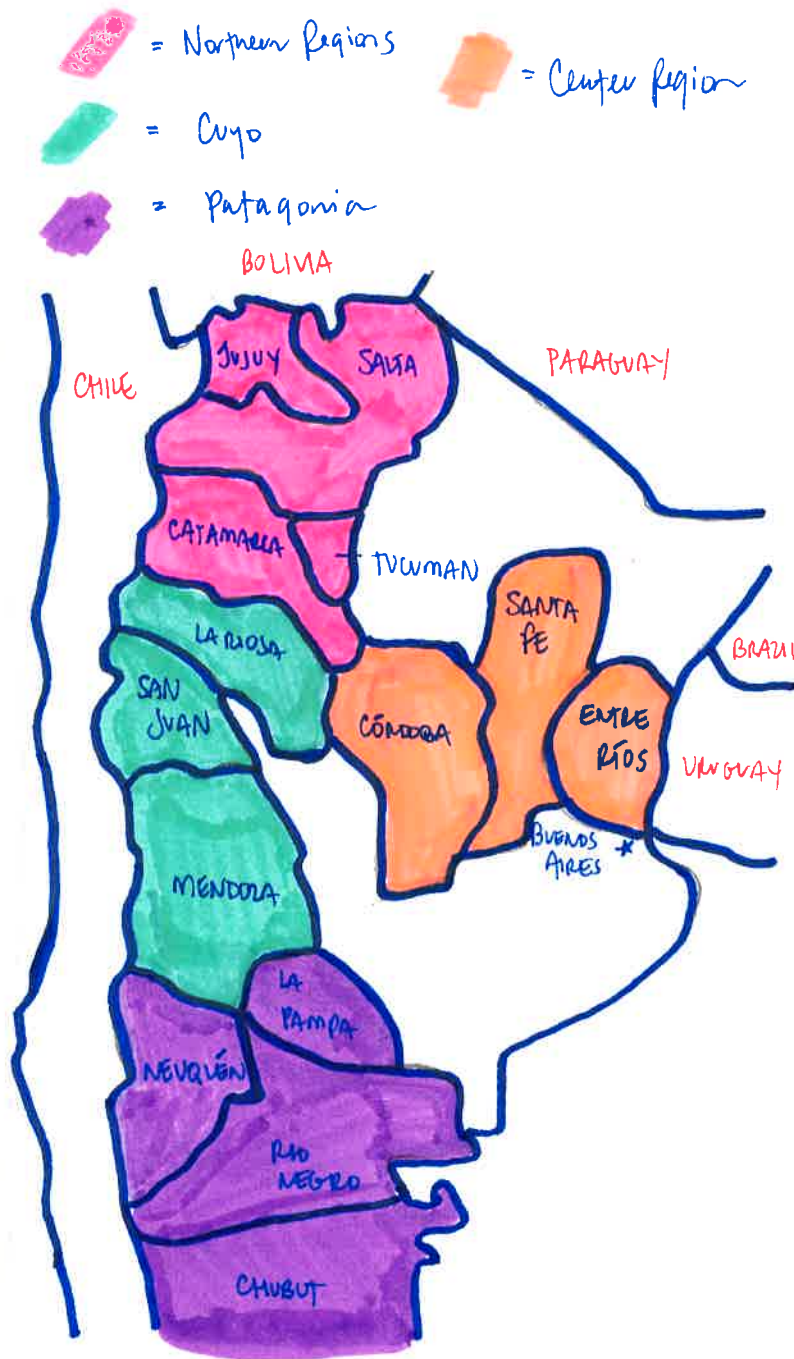 = Northern Regions
= Center Region
= Cuyo
= Patagonia
BOLIVIA
CHILE
JUJUY
SALTA
PARAGUAY
CATAMARCA
TUCUMAN
LA RIOJA
SANTA
FE
BRAZIL
SAN
JUAN
CÓRDOBA
ENTRE
RÍOS
URUGUAY
BUENOS
AIRES
MENDOZA
LA
PAMPA
NEUQUÉN
RIO
NEGRO
CHUBUT